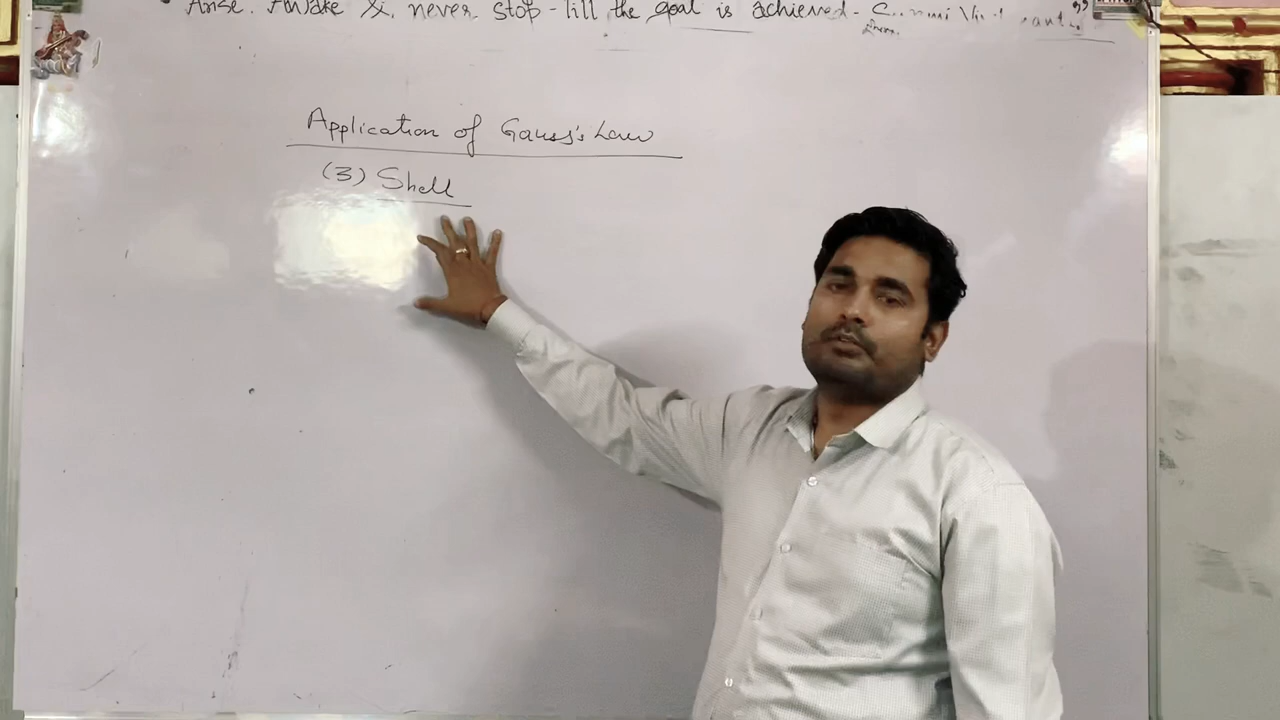 Arise. Awake & never stop till the goal is achieved-
Application of Gauss's Law
(3) Shell